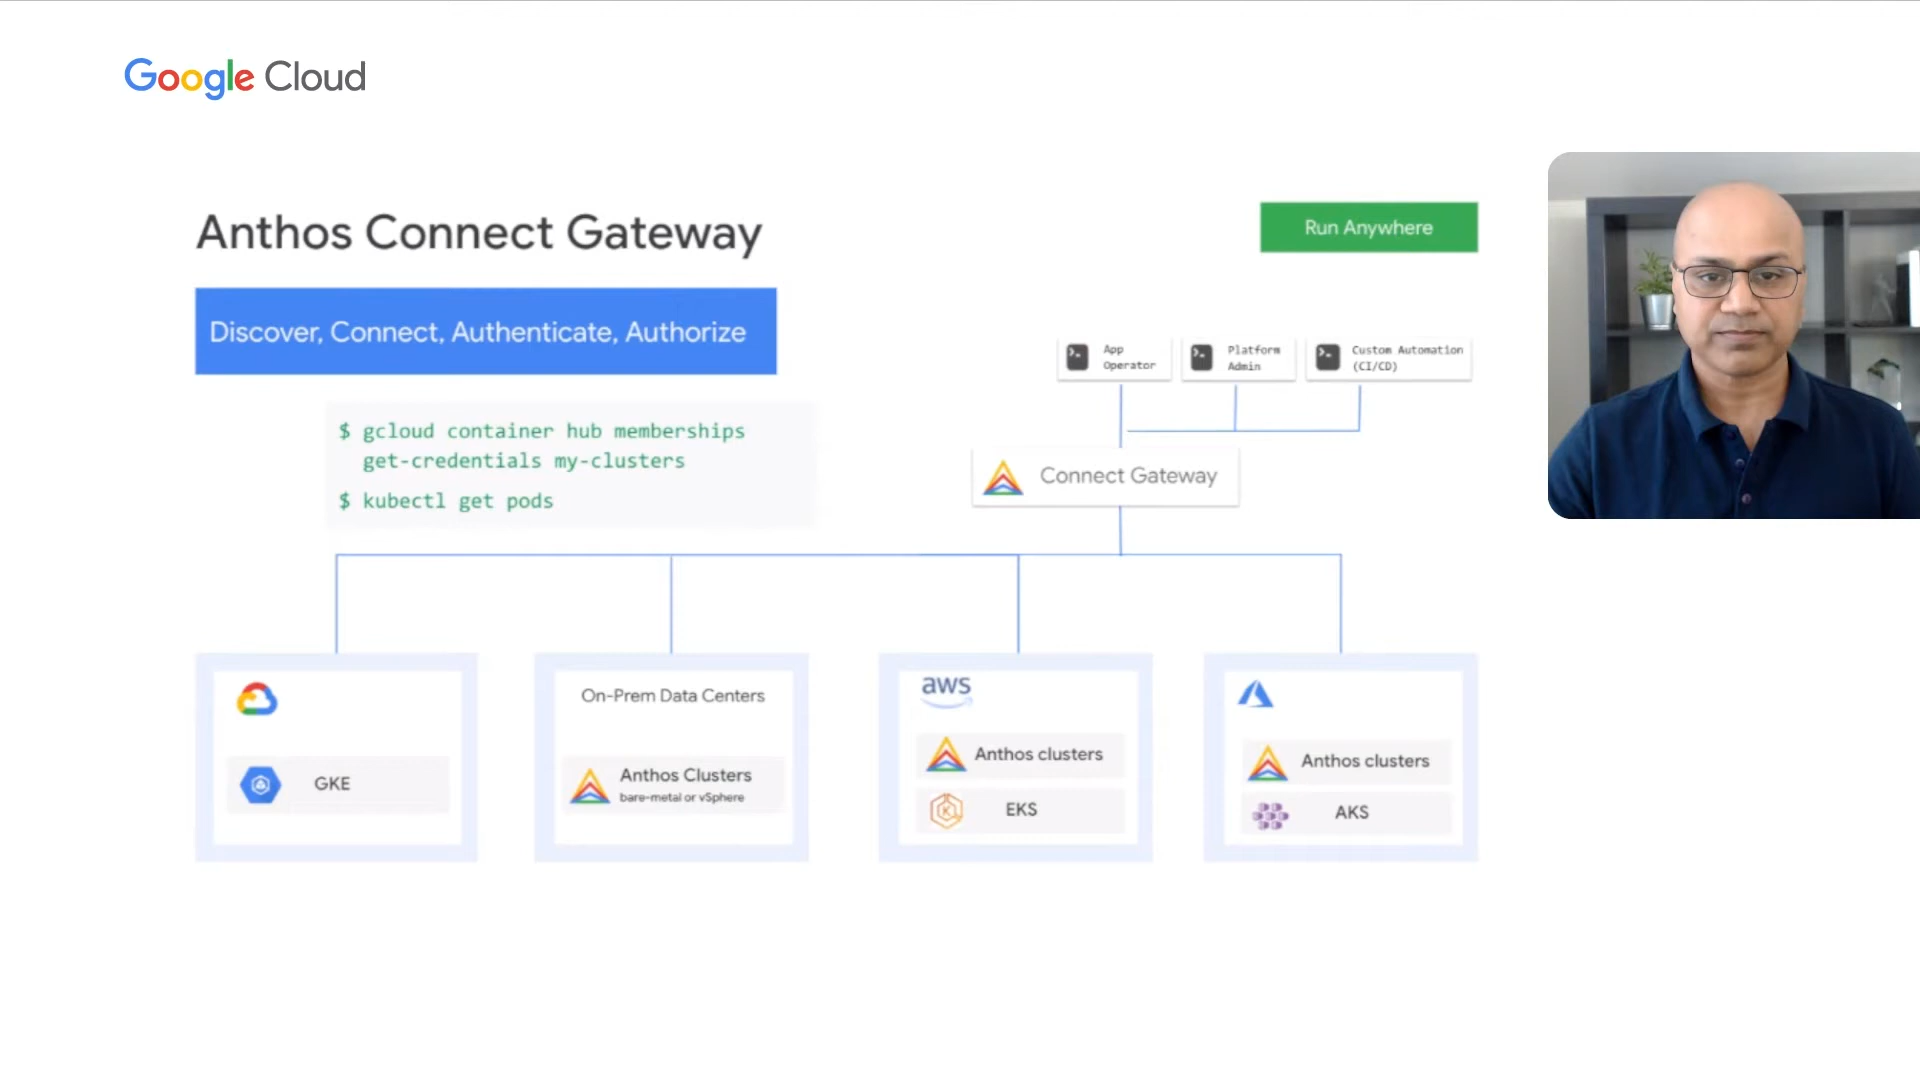 Google Cloud
Anthos Connect Gateway
Run Anywhere
Discover, Connect, Authenticate, Authorize
App
Operator
Platform
Admin
Custom Automation
(CI/CD)
$ gcloud container hub memberships
get-credentials my-clusters
$ kubectl get pods
Connect Gateway
GKE
On-Prem Data Centers
Anthos Clusters
bare-metal or vSphere
aws
Anthos clusters
EKS
Anthos clusters
AKS